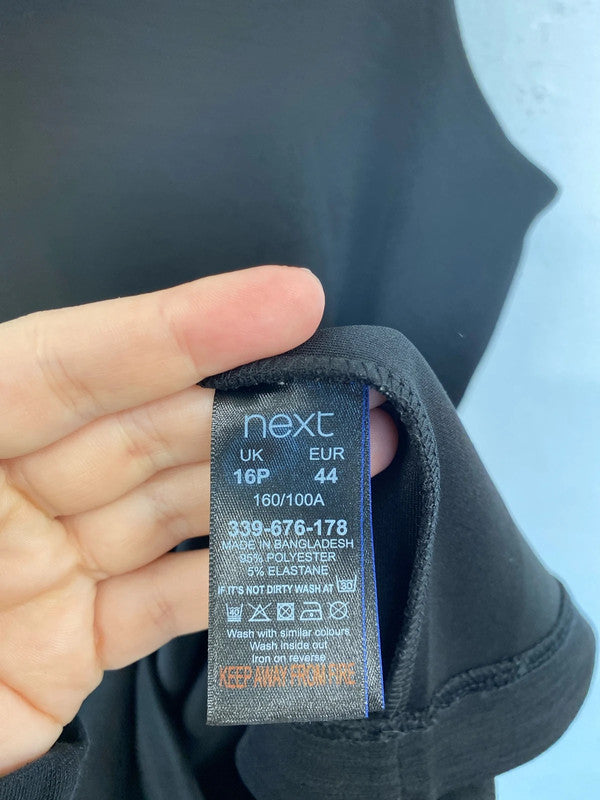 next
UK EUR
16P 44
160/100A
339-676-178
MADE IN BANGLADESH
95% POLYESTER
5% ELASTANE
IF IT'S NOT DIRTY WASH AT 30
40
Wash with similar colours
Wash inside out
Iron on reverse
KEEP AWAY FROM FIRE